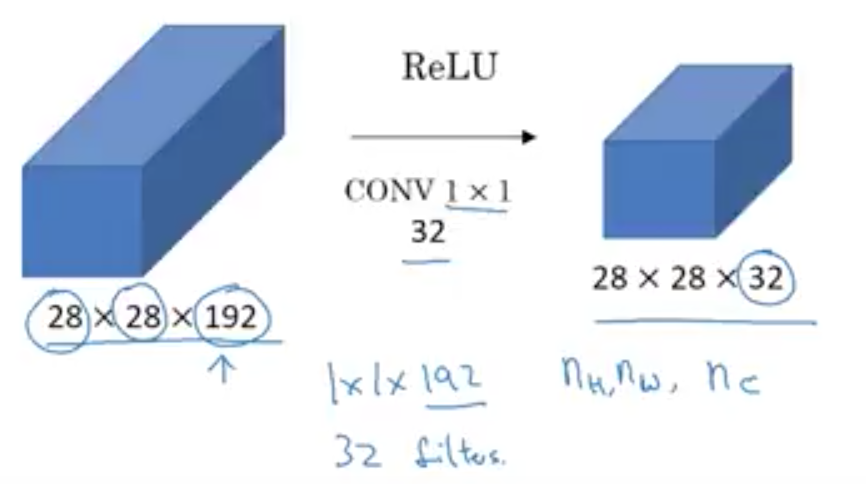 ReLU
CONV 1 × 1
32
28 × 28 × 192
28 × 28 × 32
1×1×192
32 filters.
nH, nW, nC